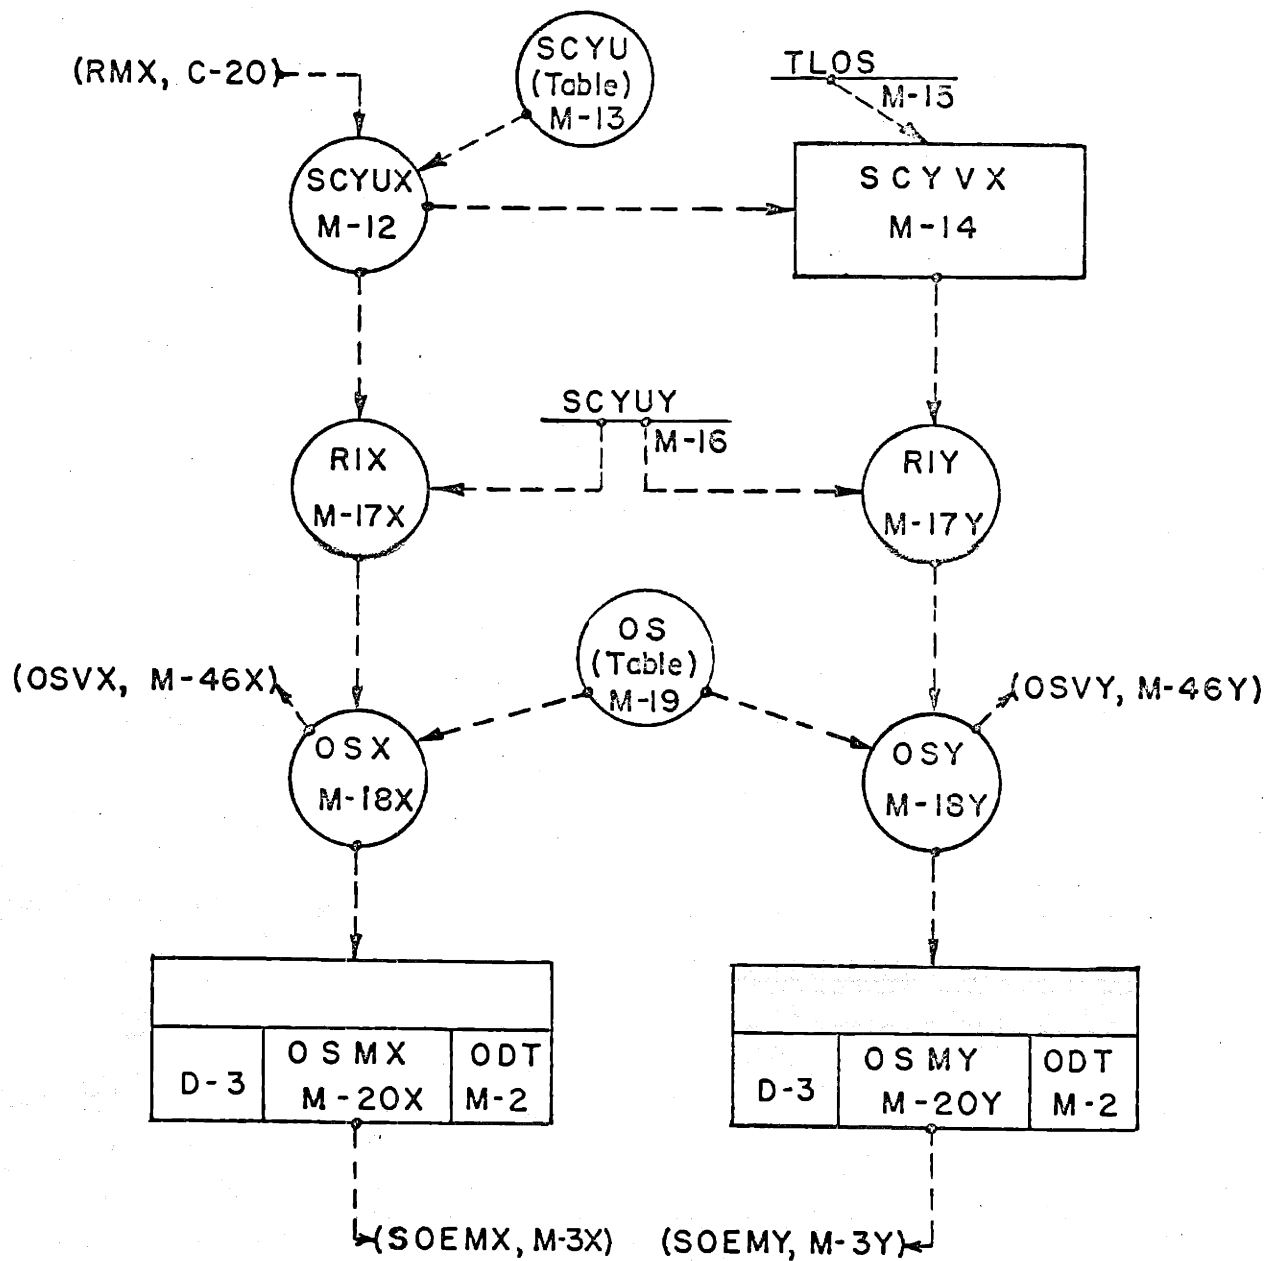 (RMX, C-20)
SCYU
(Table)
M-13
TLOS
M-15
SCYUX
M-12
SCYVX
M-14
SCYUY
M-16
RIX
M-17X
RIY
M-17Y
OS
(Table)
M-19
(OSVX, M-46X)
(OSVY, M-46Y)
OSX
M-18X
OSY
M-18Y
D-3
OSMX
M-20X
ODT
M-2
D-3
OSMY
M-20Y
ODT
M-2
(SOEMX, M-3X)
(SOEMY, M-3Y)